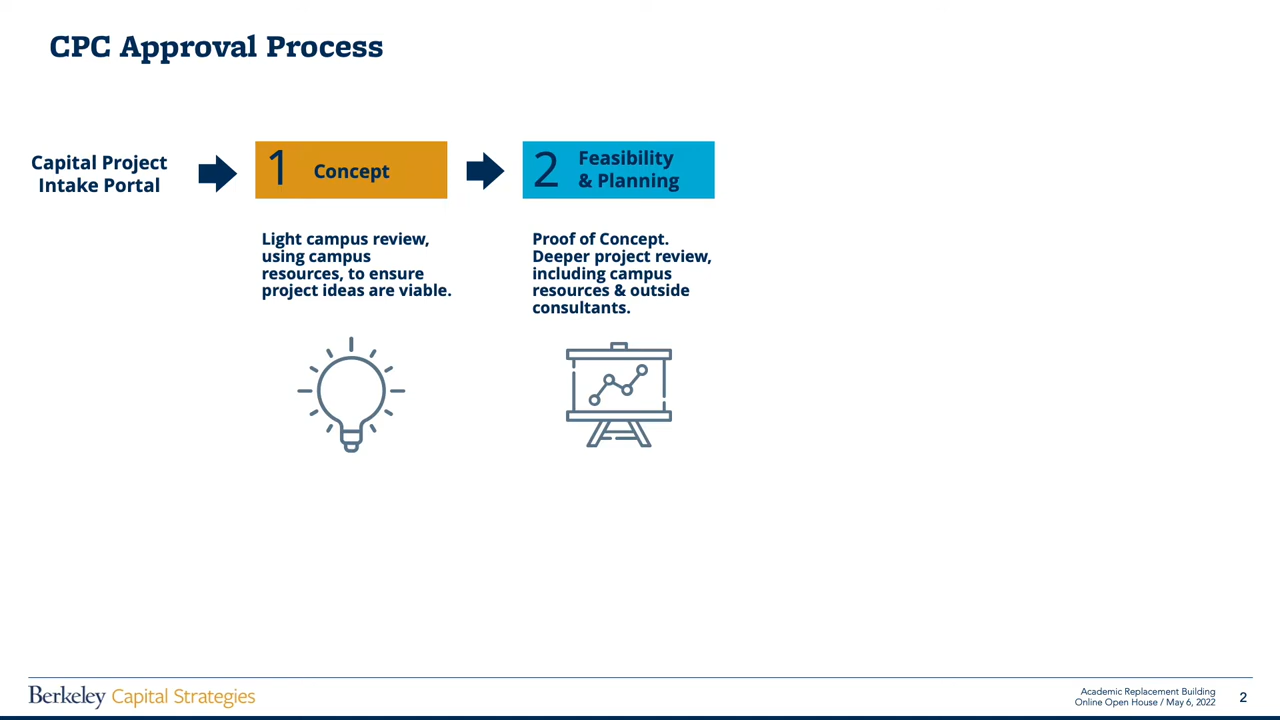 CPC Approval Process
Capital Project
Intake Portal
1 Concept
2 Feasibility
& Planning
Light campus review,
using campus
resources, to ensure
project ideas are viable.
Proof of Concept.
Deeper project review,
including campus
resources & outside
consultants.
Berkeley Capital Strategies
Academic Replacement Building
Online Open House / May 6, 2022
2